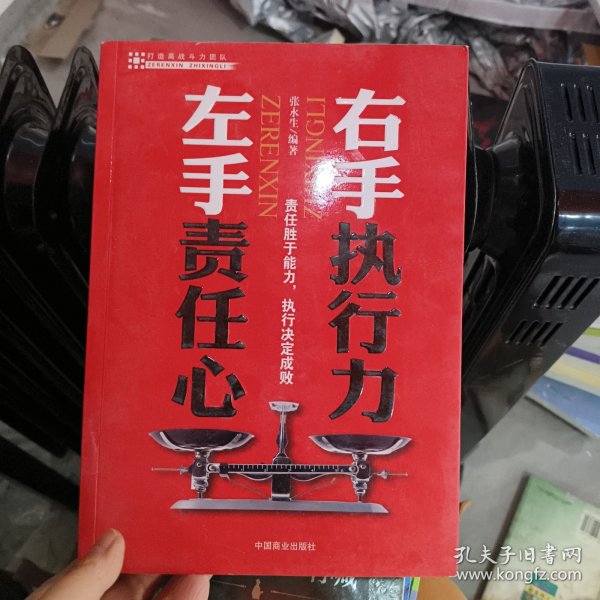 打造高战斗力团队
ZERENXIN ZHIXINGLI
左手责任心
ZERENXIN
张永生/编著
责任胜于能力，执行决定成败
右手执行力
中国商业出版社
孔夫子旧书网
www.kongfz.com